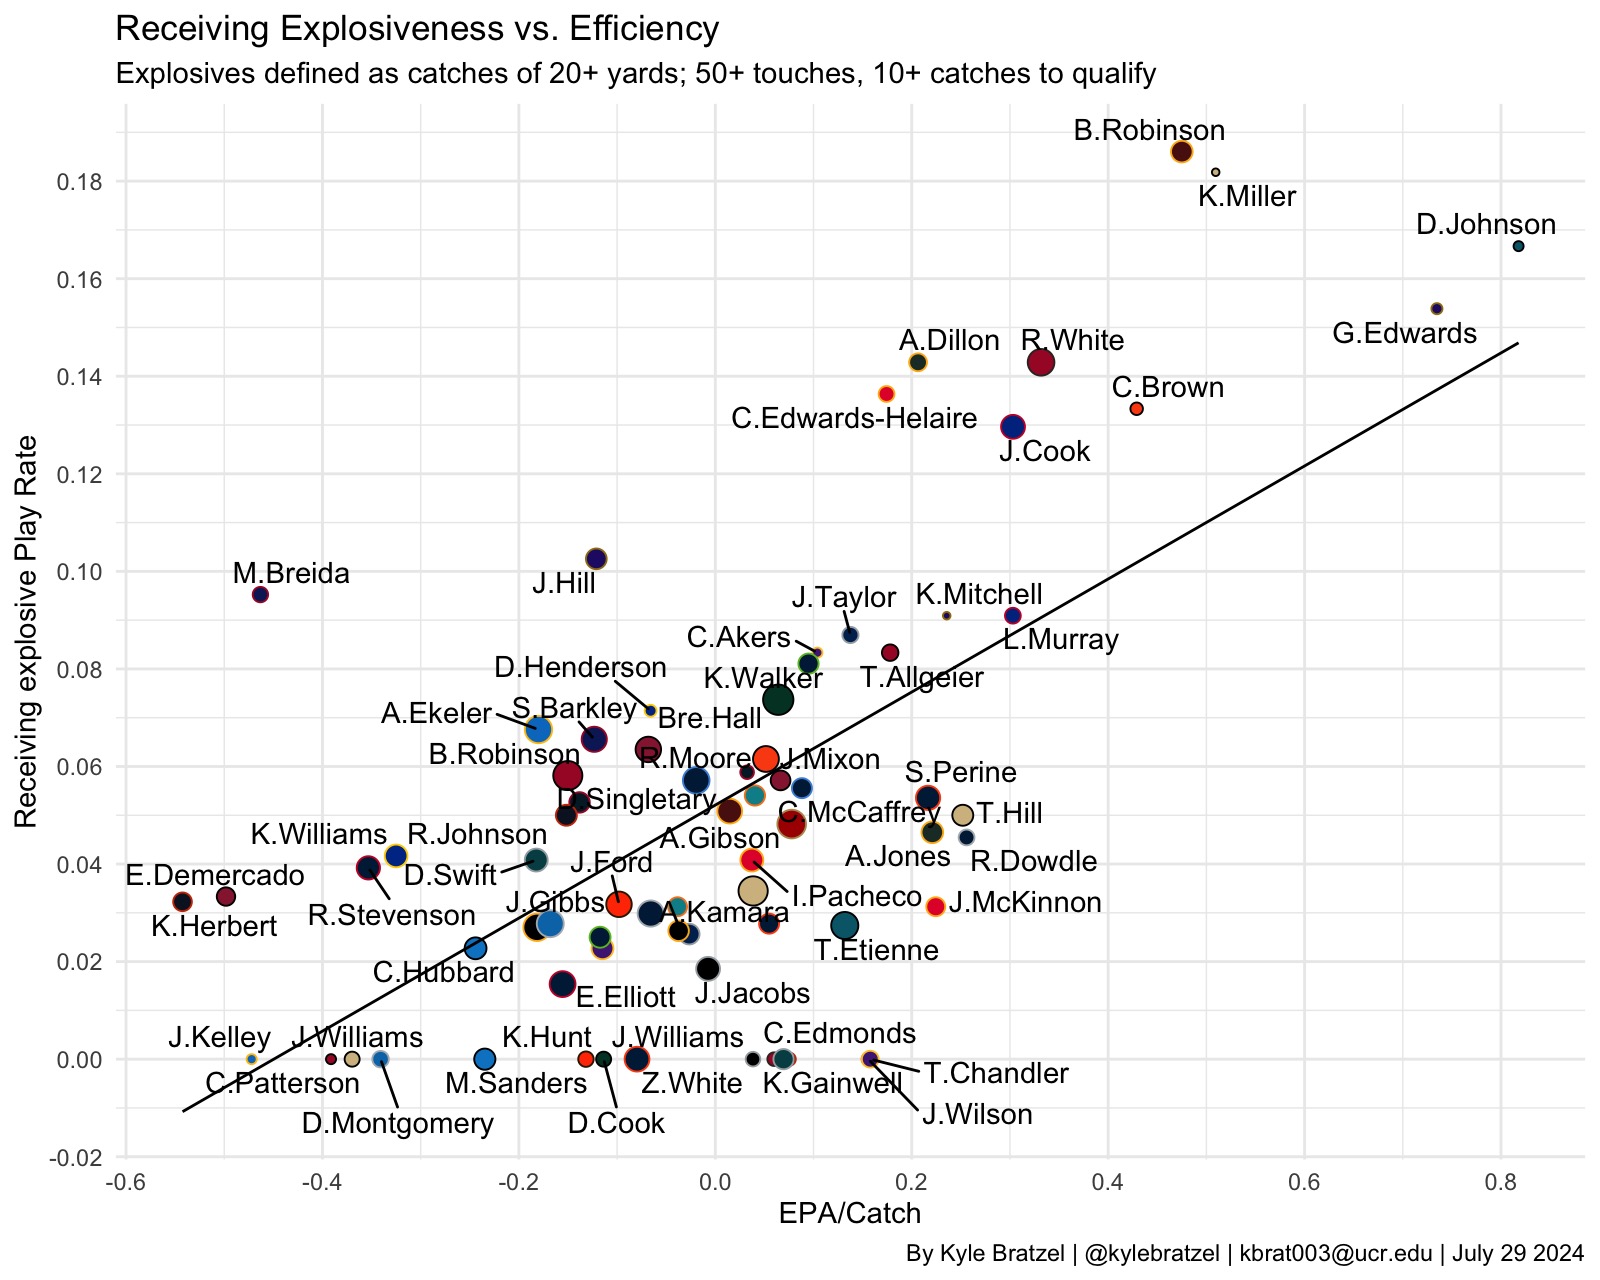 Receiving Explosiveness vs. Efficiency
Explosives defined as catches of 20+ yards; 50+ touches, 10+ catches to qualify
B.Robinson
0.18
K.Miller
D.Johnson
0.16
G.Edwards
A.Dillon
R.White
0.14
C.Brown
C.Edwards-Helaire
J.Cook
0.12
0.10
M.Breida
J.Hill
J.Taylor
K.Mitchell
C.Akers
L.Murray
0.08
D.Henderson
K.Walker
T.Allgeier
A.Ekeler
S.Barkley
Bre.Hall
B.Robinson
R.Moore
J.Mixon
0.06
S.Perine
D.Singletary
C.McCaffrey
T.Hill
K.Williams
R.Johnson
A.Gibson
A.Jones
R.Dowdle
0.04
E.Demercado
D.Swift
J.Ford
I.Pacheco
J.McKinnon
R.Stevenson
J.Gibbs
A.Kamara
K.Herbert
T.Etienne
0.02
C.Hubbard
E.Elliott
J.Jacobs
J.Kelley
J.Williams
K.Hunt
J.Williams
C.Edmonds
0.00
T.Chandler
C.Patterson
M.Sanders
Z.White
K.Gainwell
D.Montgomery
D.Cook
J.Wilson
-0.02
Receiving explosive Play Rate
-0.6
-0.4
-0.2
0.0
0.2
0.4
0.6
0.8
EPA/Catch
By Kyle Bratzel | @kylebratzel | kbrat003@ucr.edu | July 29 2024